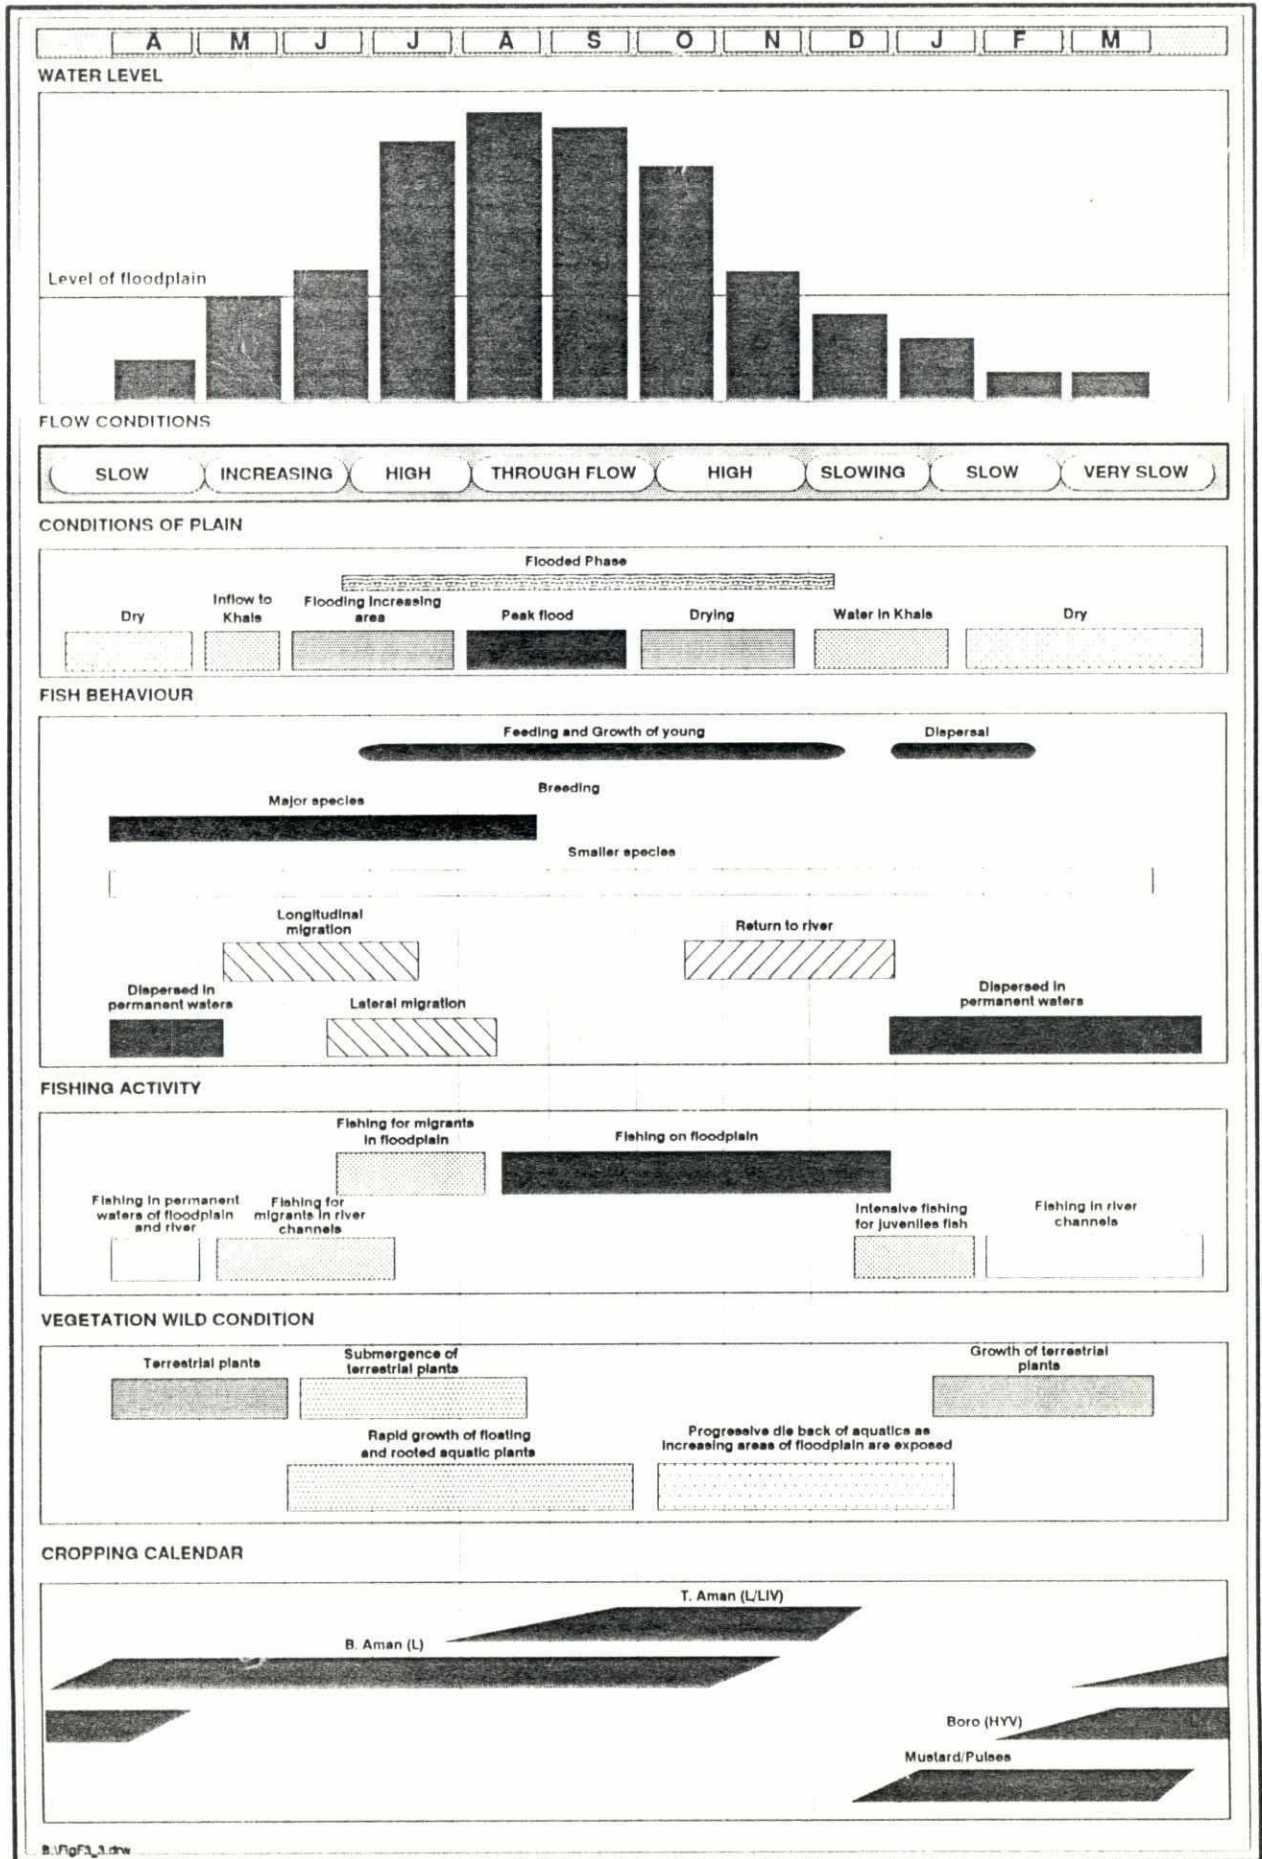 A M J J A S O N D J F M
WATER LEVEL
Level of floodplain
FLOW CONDITIONS
SLOW INCREASING HIGH THROUGH FLOW HIGH SLOWING SLOW VERY SLOW
CONDITIONS OF PLAIN
Flooded Phase
Dry
Inflow to
Khals
Flooding Increasing
area
Peak flood
Drying
Water in Khals
Dry
FISH BEHAVIOUR
Feeding and Growth of young
Dispersal
Breeding
Major species
Smaller species
Longitudinal
migration
Return to river
Dispersed in
permanent waters
Lateral migration
Dispersed in
permanent waters
FISHING ACTIVITY
Fishing for migrants
in floodplain
Fishing on floodplain
Fishing in permanent
waters of floodplain
and river
Fishing for
migrants in river
channels
Intensive fishing
for juveniles fish
Fishing in river
channels
VEGETATION WILD CONDITION
Terrestrial plants
Submergence of
terrestrial plants
Growth of terrestrial
plants
Rapid growth of floating
and rooted aquatic plants
Progressive die back of aquatics as
increasing areas of floodplain are exposed
CROPPING CALENDAR
T. Aman (L/LIV)
B. Aman (L)
Boro (HYV)
Mustard/Pulses
B:\FigF3_3.drw